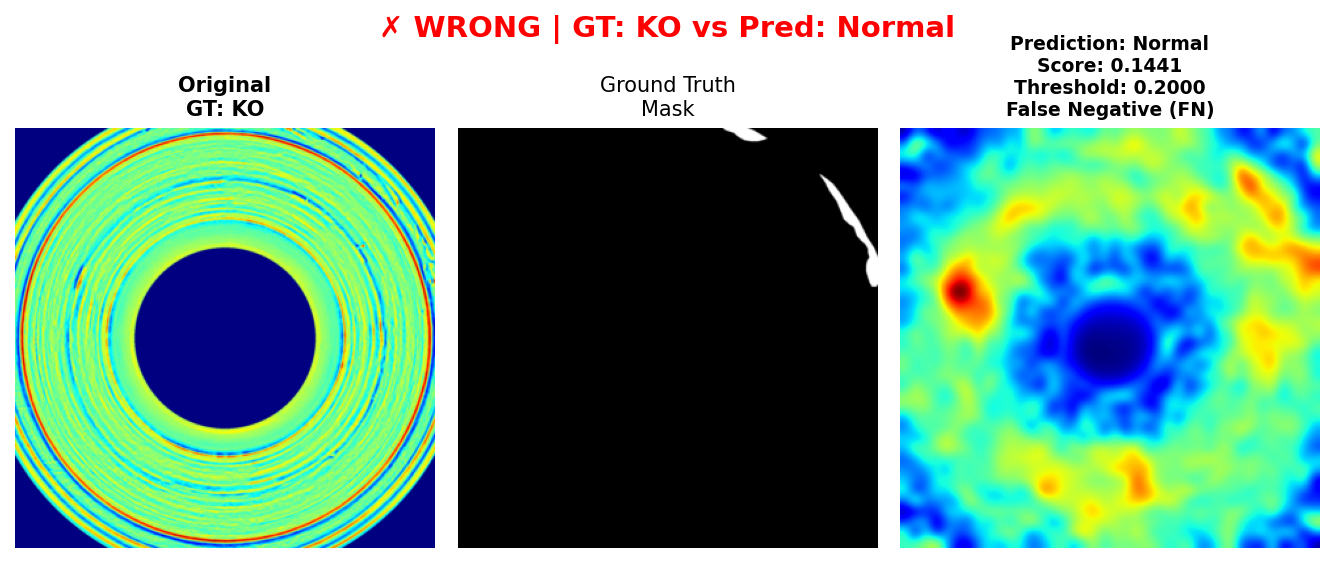 ✗ WRONG | GT: KO vs Pred: Normal
Original
GT: KO
Ground Truth
Mask
Prediction: Normal
Score: 0.1441
Threshold: 0.2000
False Negative (FN)